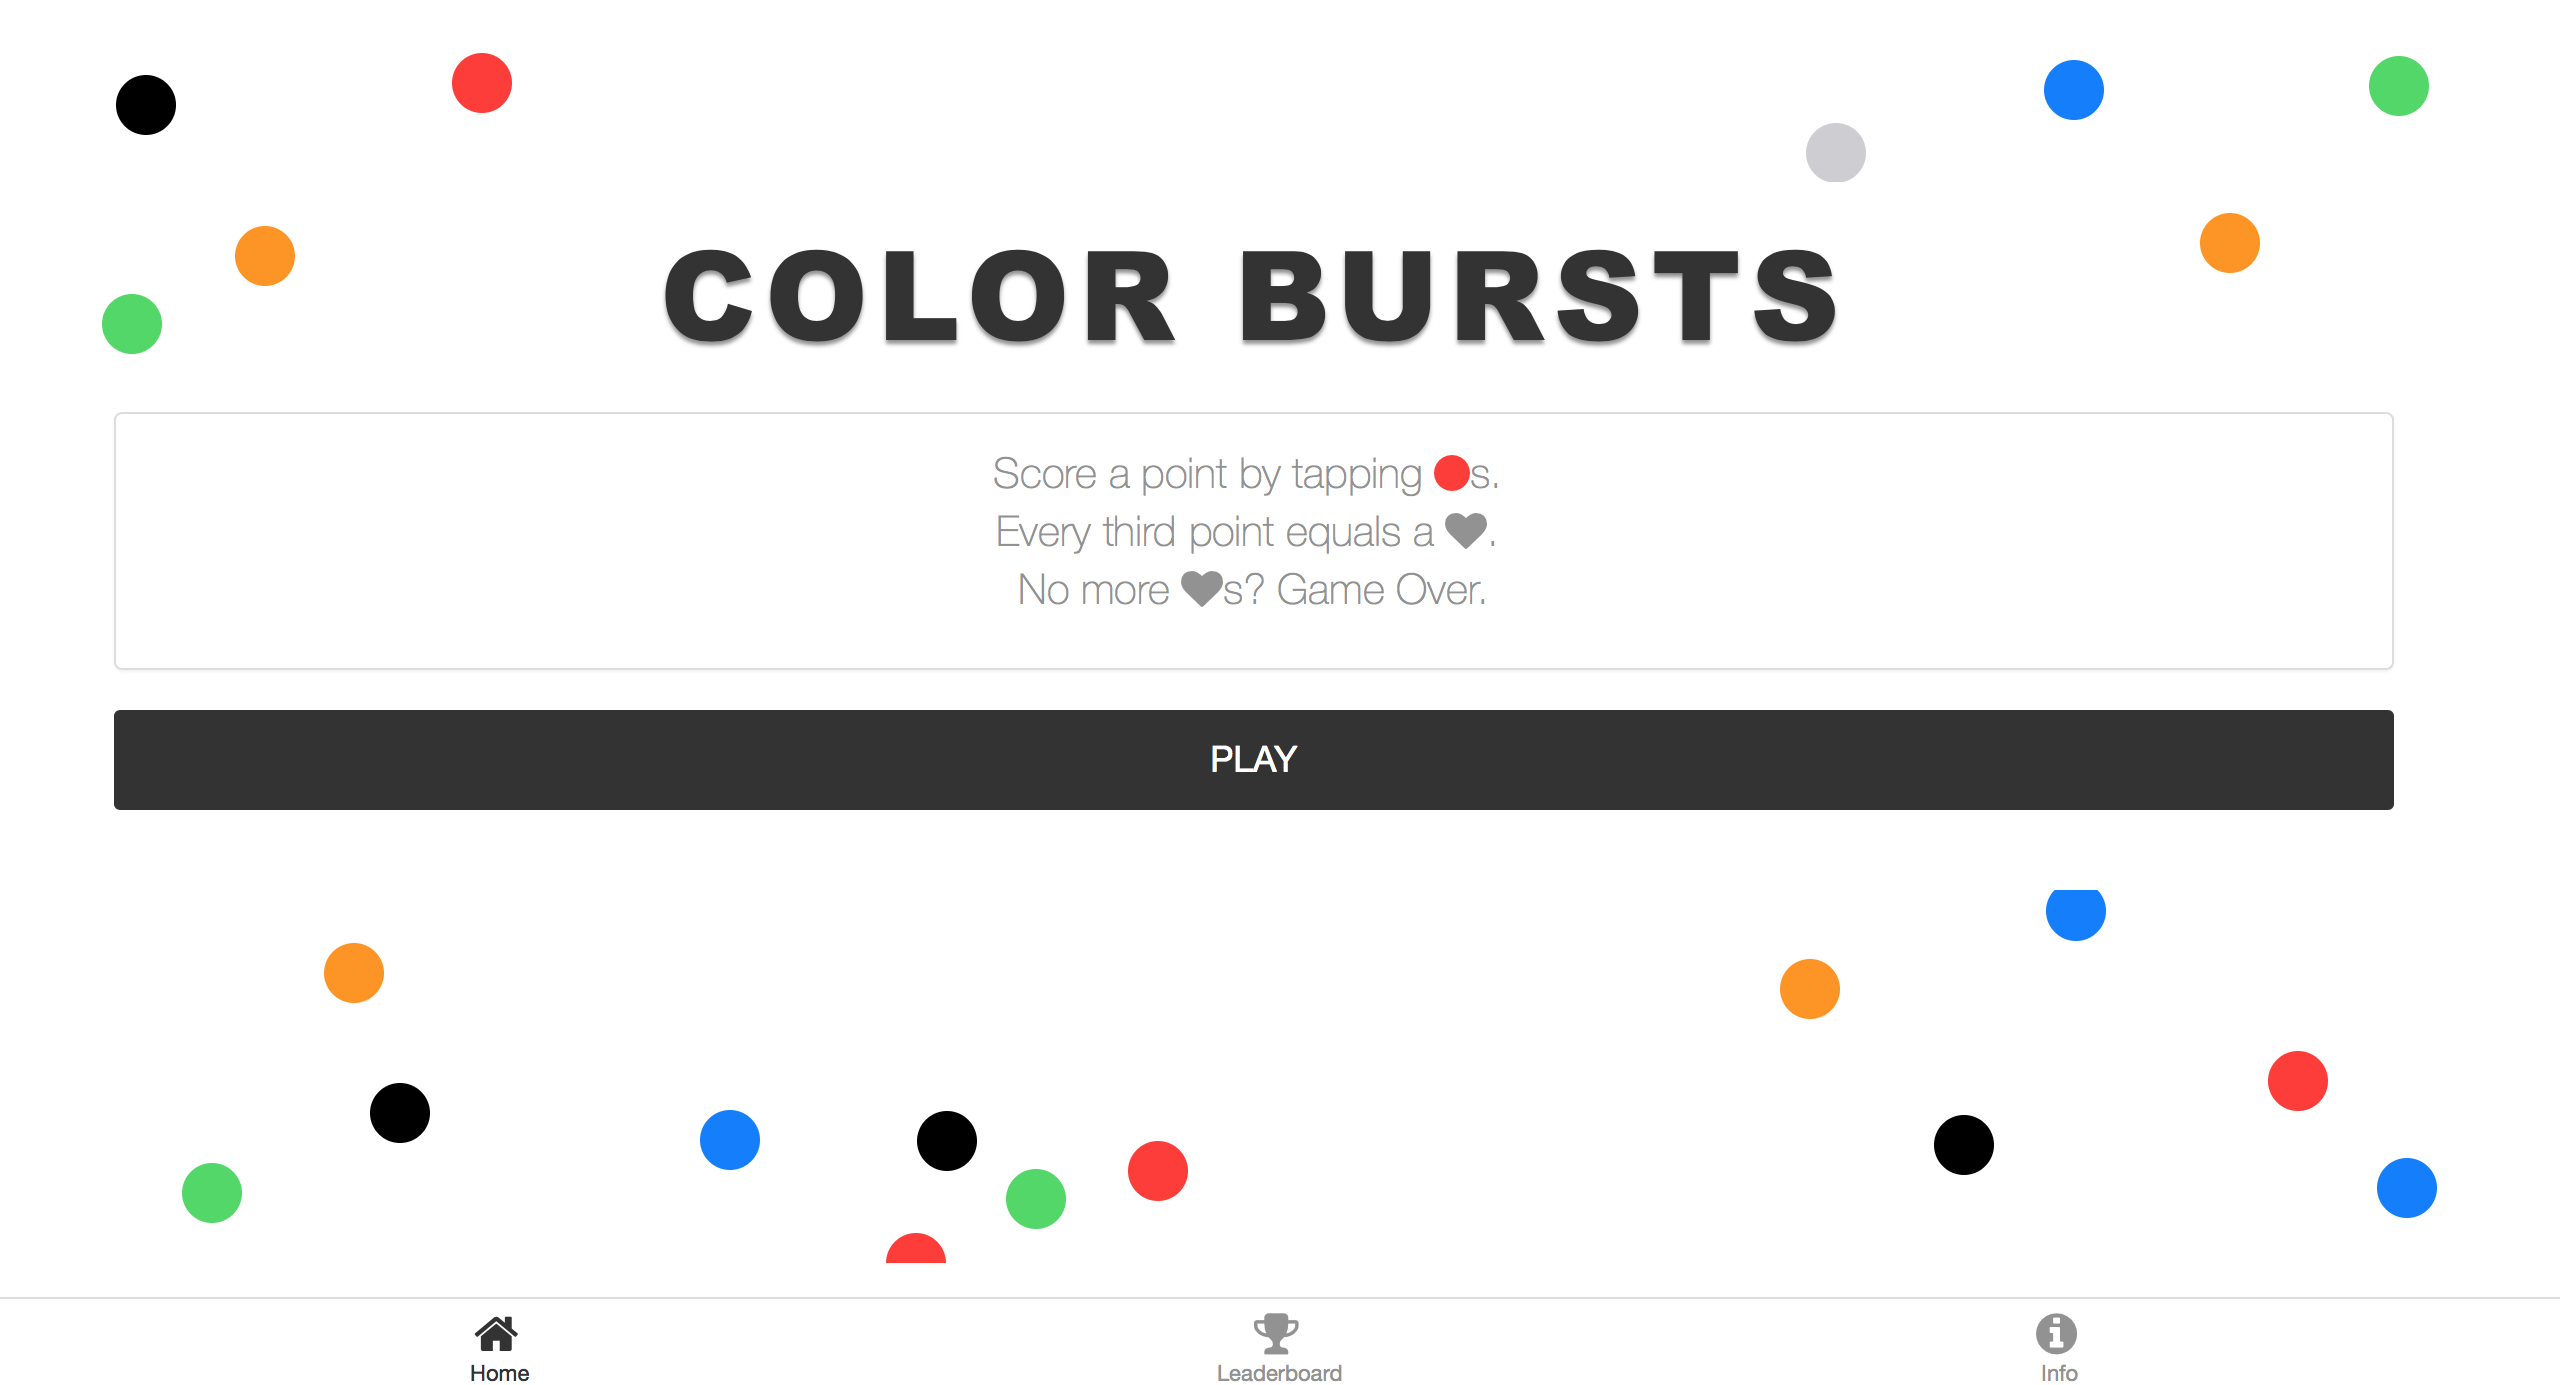 COLOR BURSTS
Score a point by tapping s.
Every third point equals a .
No more s? Game Over.
PLAY
Home
Leaderboard
Info